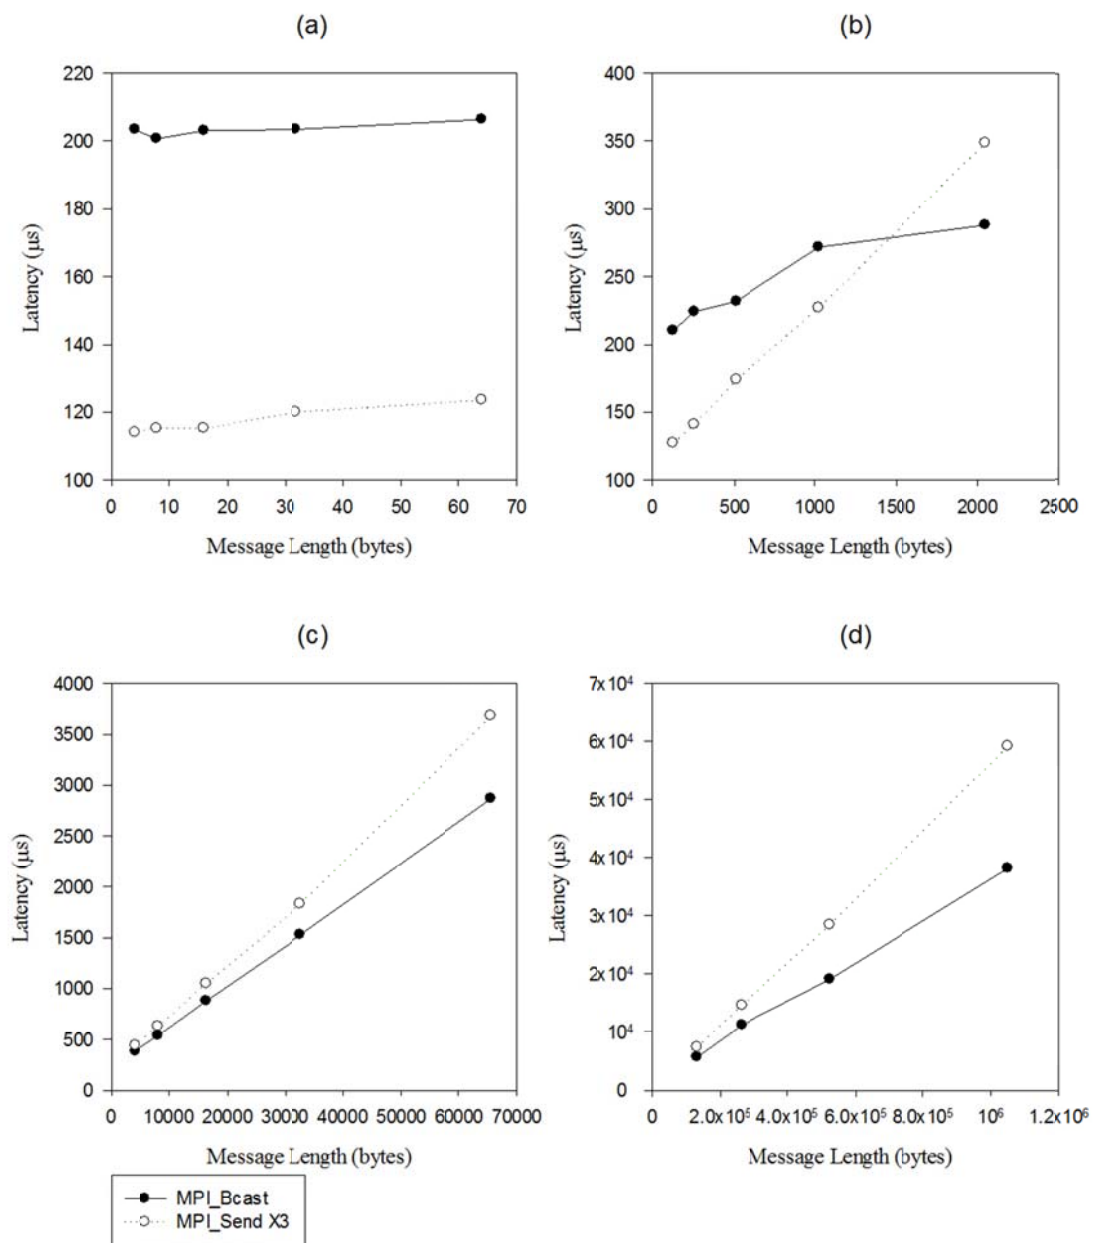 (a)
220
200
180
160
140
120
100
Latency (μs)
0 10 20 30 40 50 60 70
Message Length (bytes)
(b)
400
350
300
250
200
150
100
Latency (μs)
0 500 1000 1500 2000 2500
Message Length (bytes)
(c)
4000
3500
3000
2500
2000
1500
1000
500
0
Latency (μs)
0 10000 20000 30000 40000 50000 60000 70000
Message Length (bytes)
(d)
7x10⁴
6x10⁴
5x10⁴
4x10⁴
3x10⁴
2x10⁴
10⁴
0
Latency (μs)
0 2.0x10⁵ 4.0x10⁵ 6.0x10⁵ 8.0x10⁵ 10⁶ 1.2x10⁶
Message Length (bytes)
MPI_Bcast
MPI_Send X3